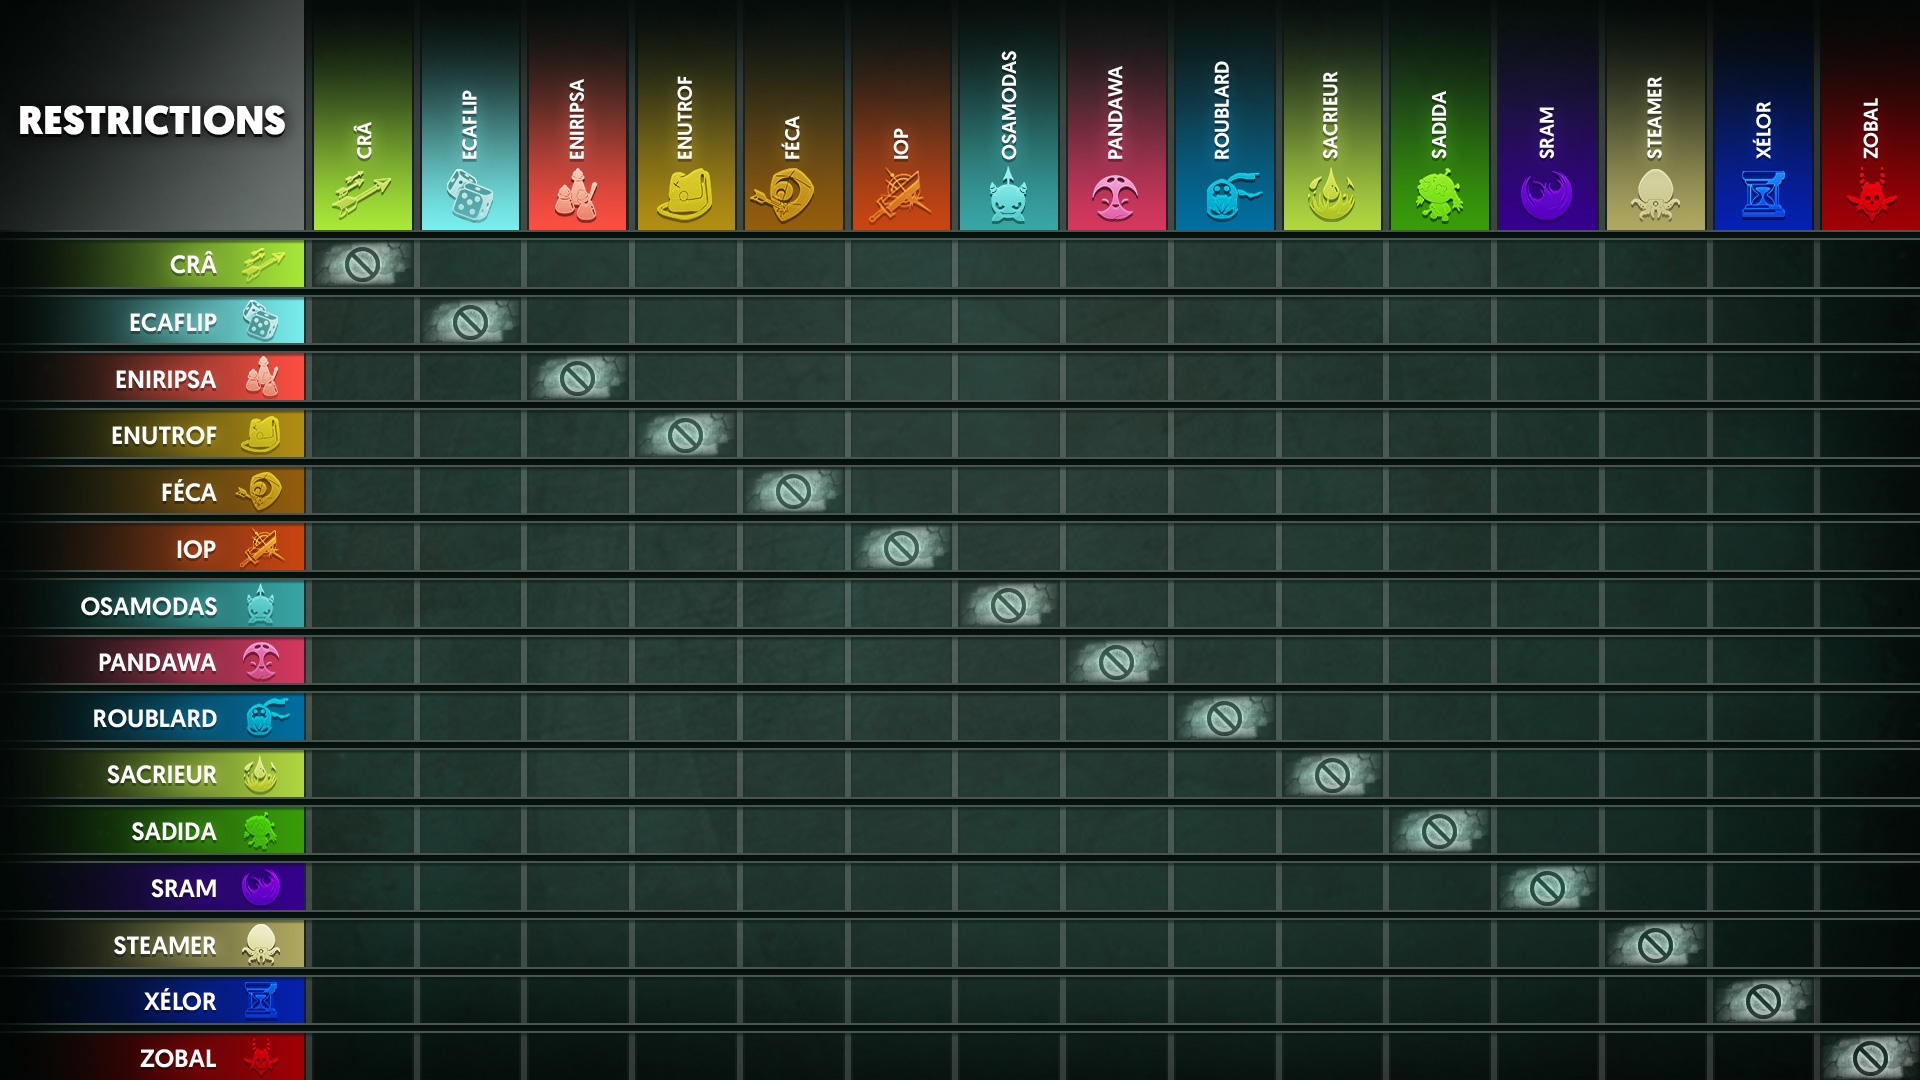 RESTRICTIONS
CRÂ
ECAFLIP
ENIRIPSA
ENUTROF
FÉCA
IOP
OSAMODAS
PANDAWA
ROUBLARD
SACRIEUR
SADIDA
SRAM
STEAMER
XÉLOR
ZOBAL
CRÂ
ECAFLIP
ENIRIPSA
ENUTROF
FÉCA
IOP
OSAMODAS
PANDAWA
ROUBLARD
SACRIEUR
SADIDA
SRAM
STEAMER
XÉLOR
ZOBAL